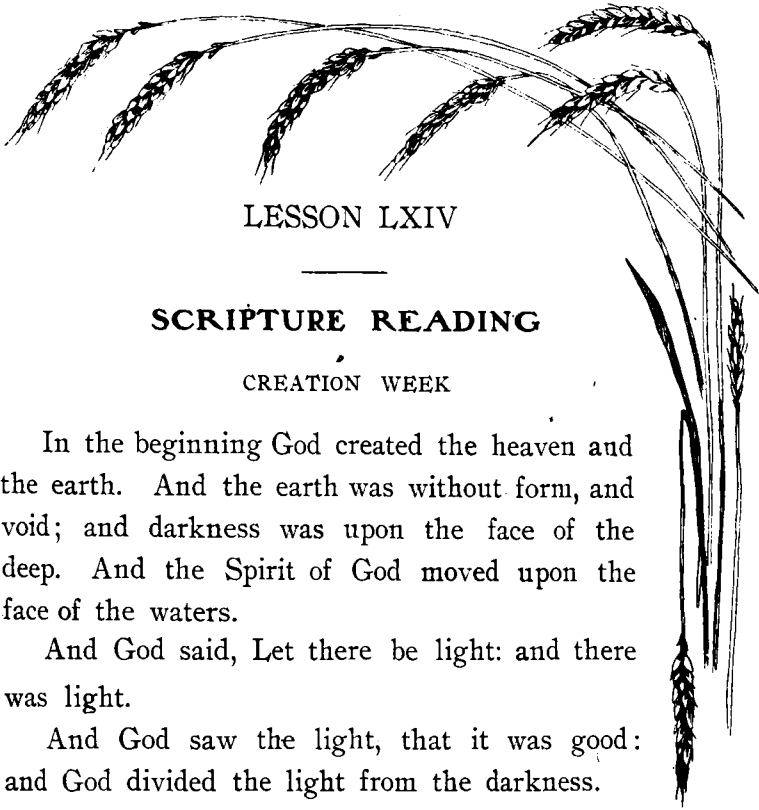 LESSON LXIV
SCRIPTURE READING
CREATION WEEK
In the beginning God created the heaven and
the earth. And the earth was without form, and
void; and darkness was upon the face of the
deep. And the Spirit of God moved upon the
face of the waters.
And God said, Let there be light: and there
was light.
And God saw the light, that it was good:
and God divided the light from the darkness.